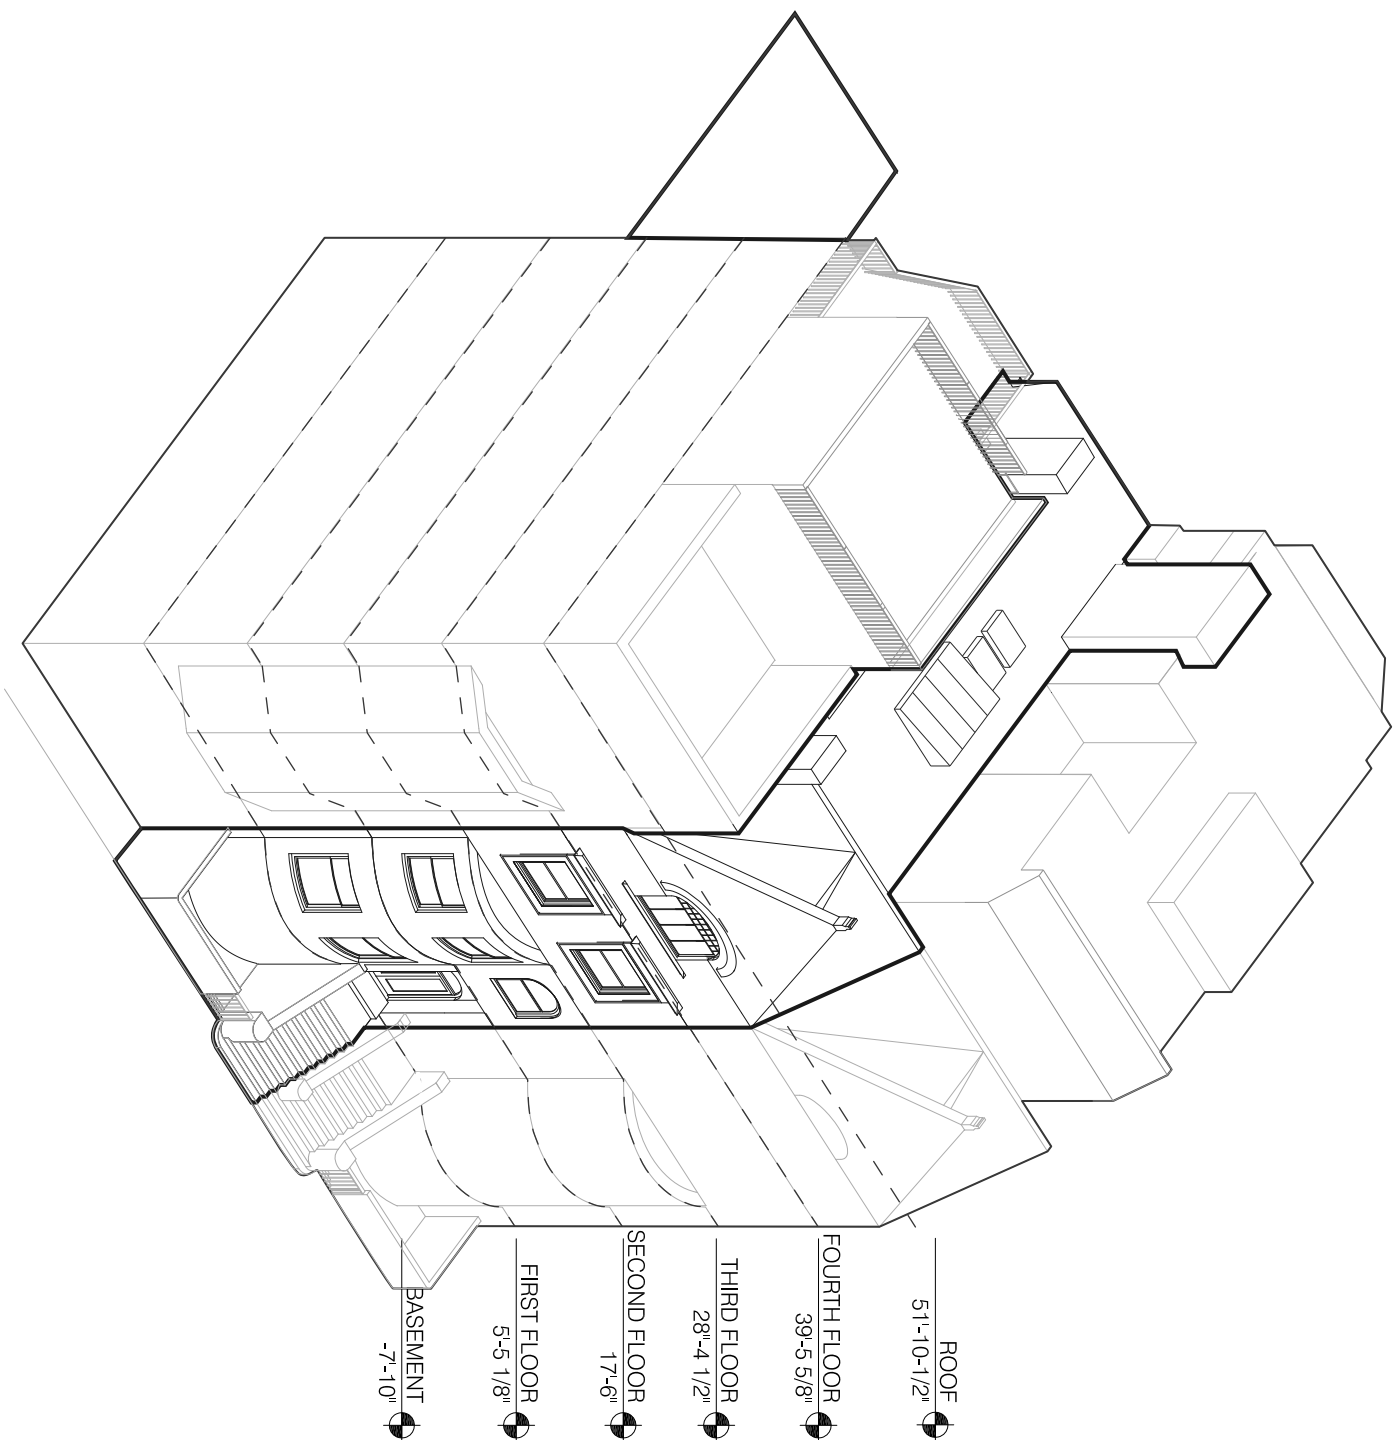 ROOF
51'-10-1/2"
FOURTH FLOOR
39'-5 5/8"
THIRD FLOOR
28"-4 1/2"
SECOND FLOOR
17'-6"
FIRST FLOOR
5'-5 1/8"
BASEMENT
-7'-10"